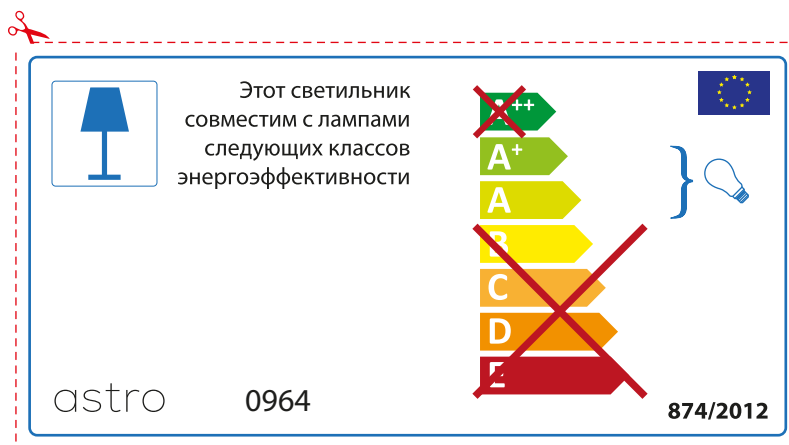 Этот светильник
совместим с лампами
следующих классов
энергоэффективности
A++
A+
A
B
C
D
E
astro
0964
874/2012